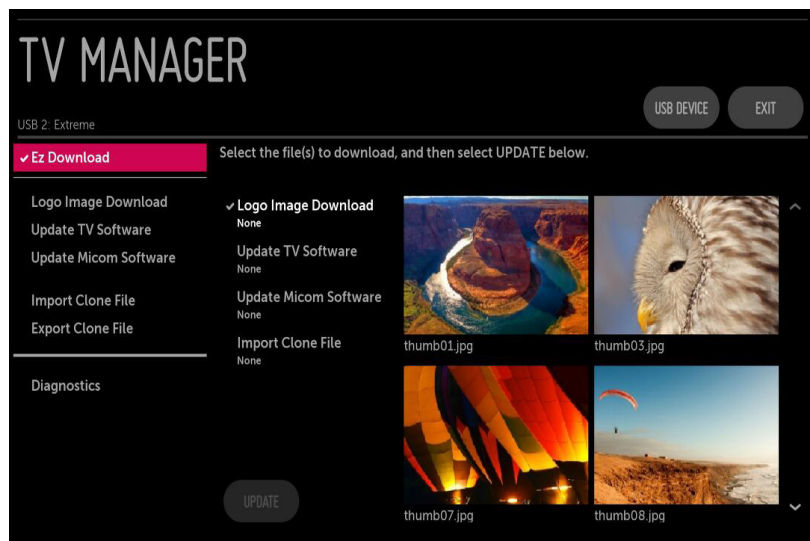 TV MANAGER
USB 2: Extreme
USB DEVICE
EXIT
Ez Download
Select the file(s) to download, and then select UPDATE below.
Logo Image Download
Update TV Software
Update Micom Software
Import Clone File
Export Clone File
Diagnostics
Logo Image Download
None
Update TV Software
None
Update Micom Software
None
Import Clone File
None
UPDATE
thumb01.jpg
thumb03.jpg
thumb07.jpg
thumb08.jpg